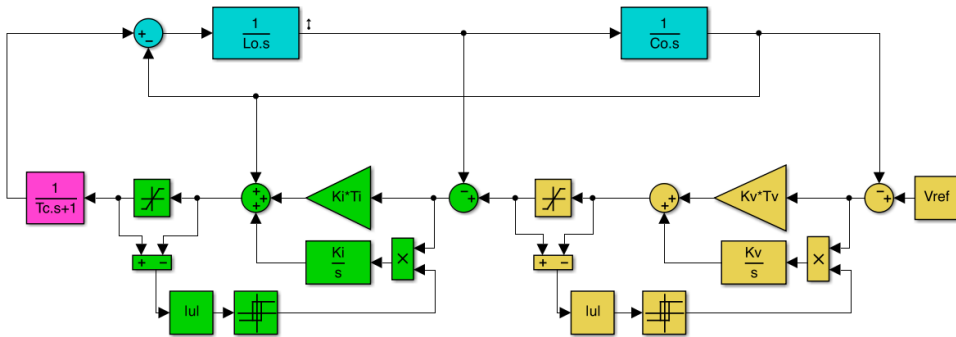 1
Lo.s
1
Co.s
+
−
1
Tc.s+1
+
+
+
Ki*Ti
−
+
+
+
Kv*Tv
−
+
Vref
Ki
s
×
Kv
s
×
+ −
+ −
|u|
|u|